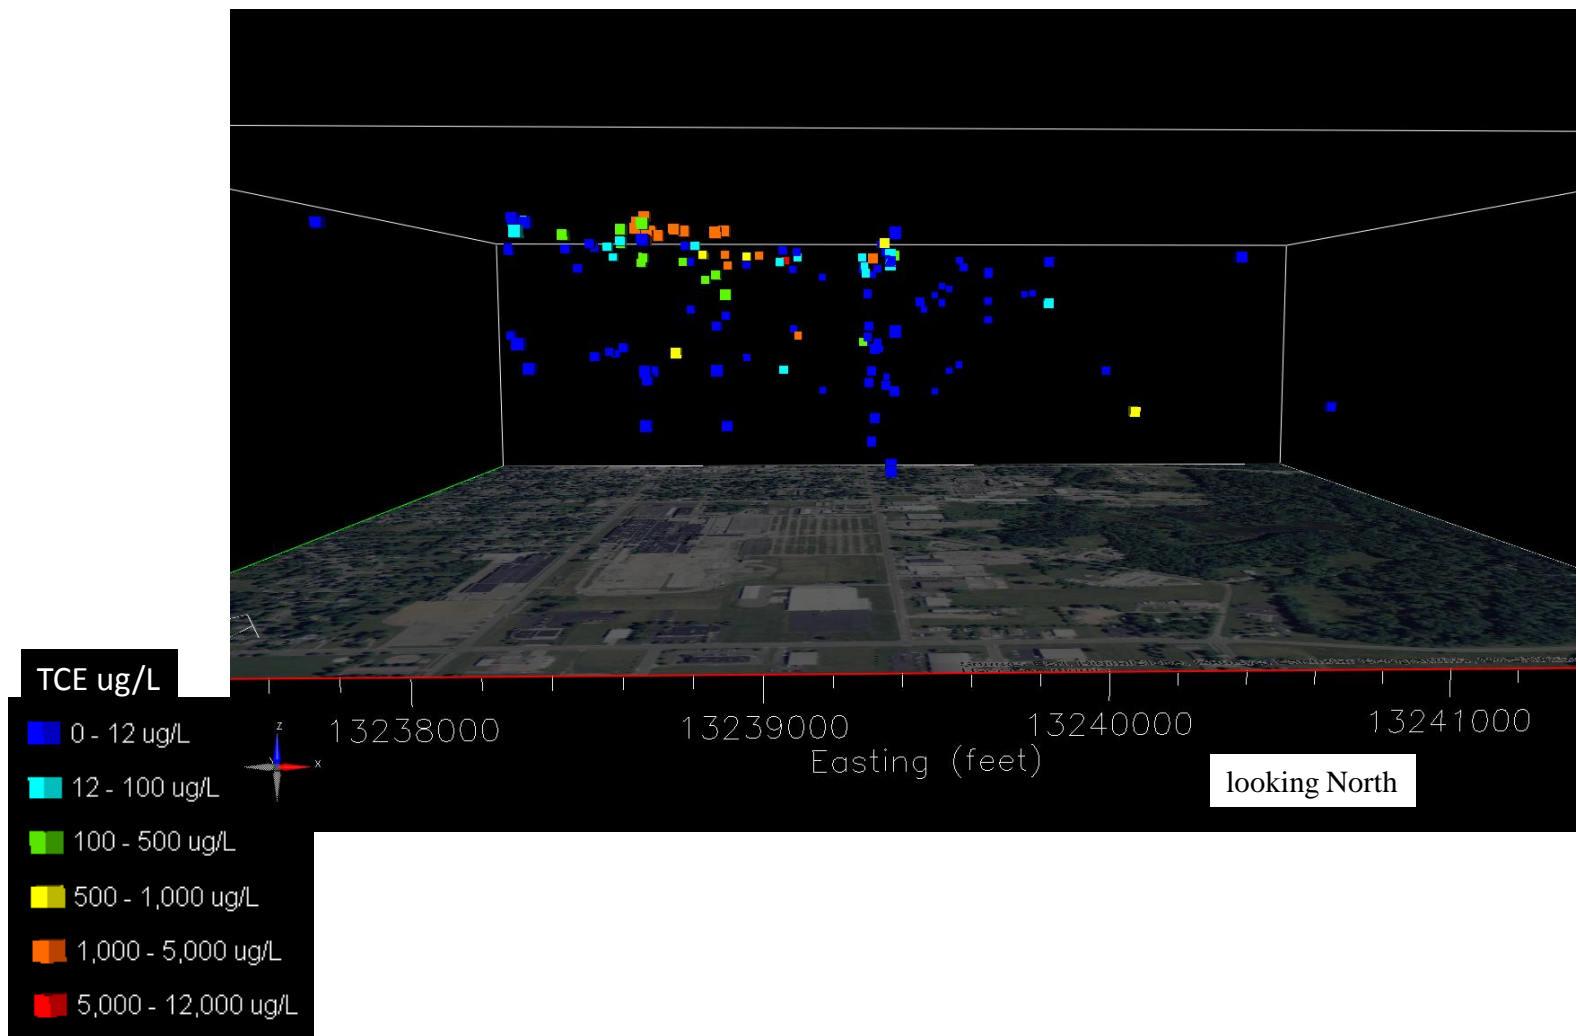 13238000
13239000
13240000
13241000
Easting (feet)
looking North
z
x
TCE ug/L
0 - 12 ug/L
12 - 100 ug/L
100 - 500 ug/L
500 - 1,000 ug/L
1,000 - 5,000 ug/L
5,000 - 12,000 ug/L